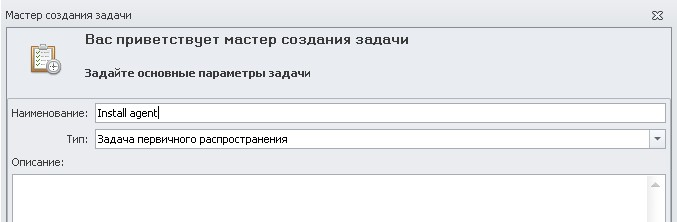 Мастер создания задачи
Вас приветствует мастер создания задачи
Задайте основные параметры задачи
Наименование: Install agent
Тип: Задача первичного распространения
Описание: